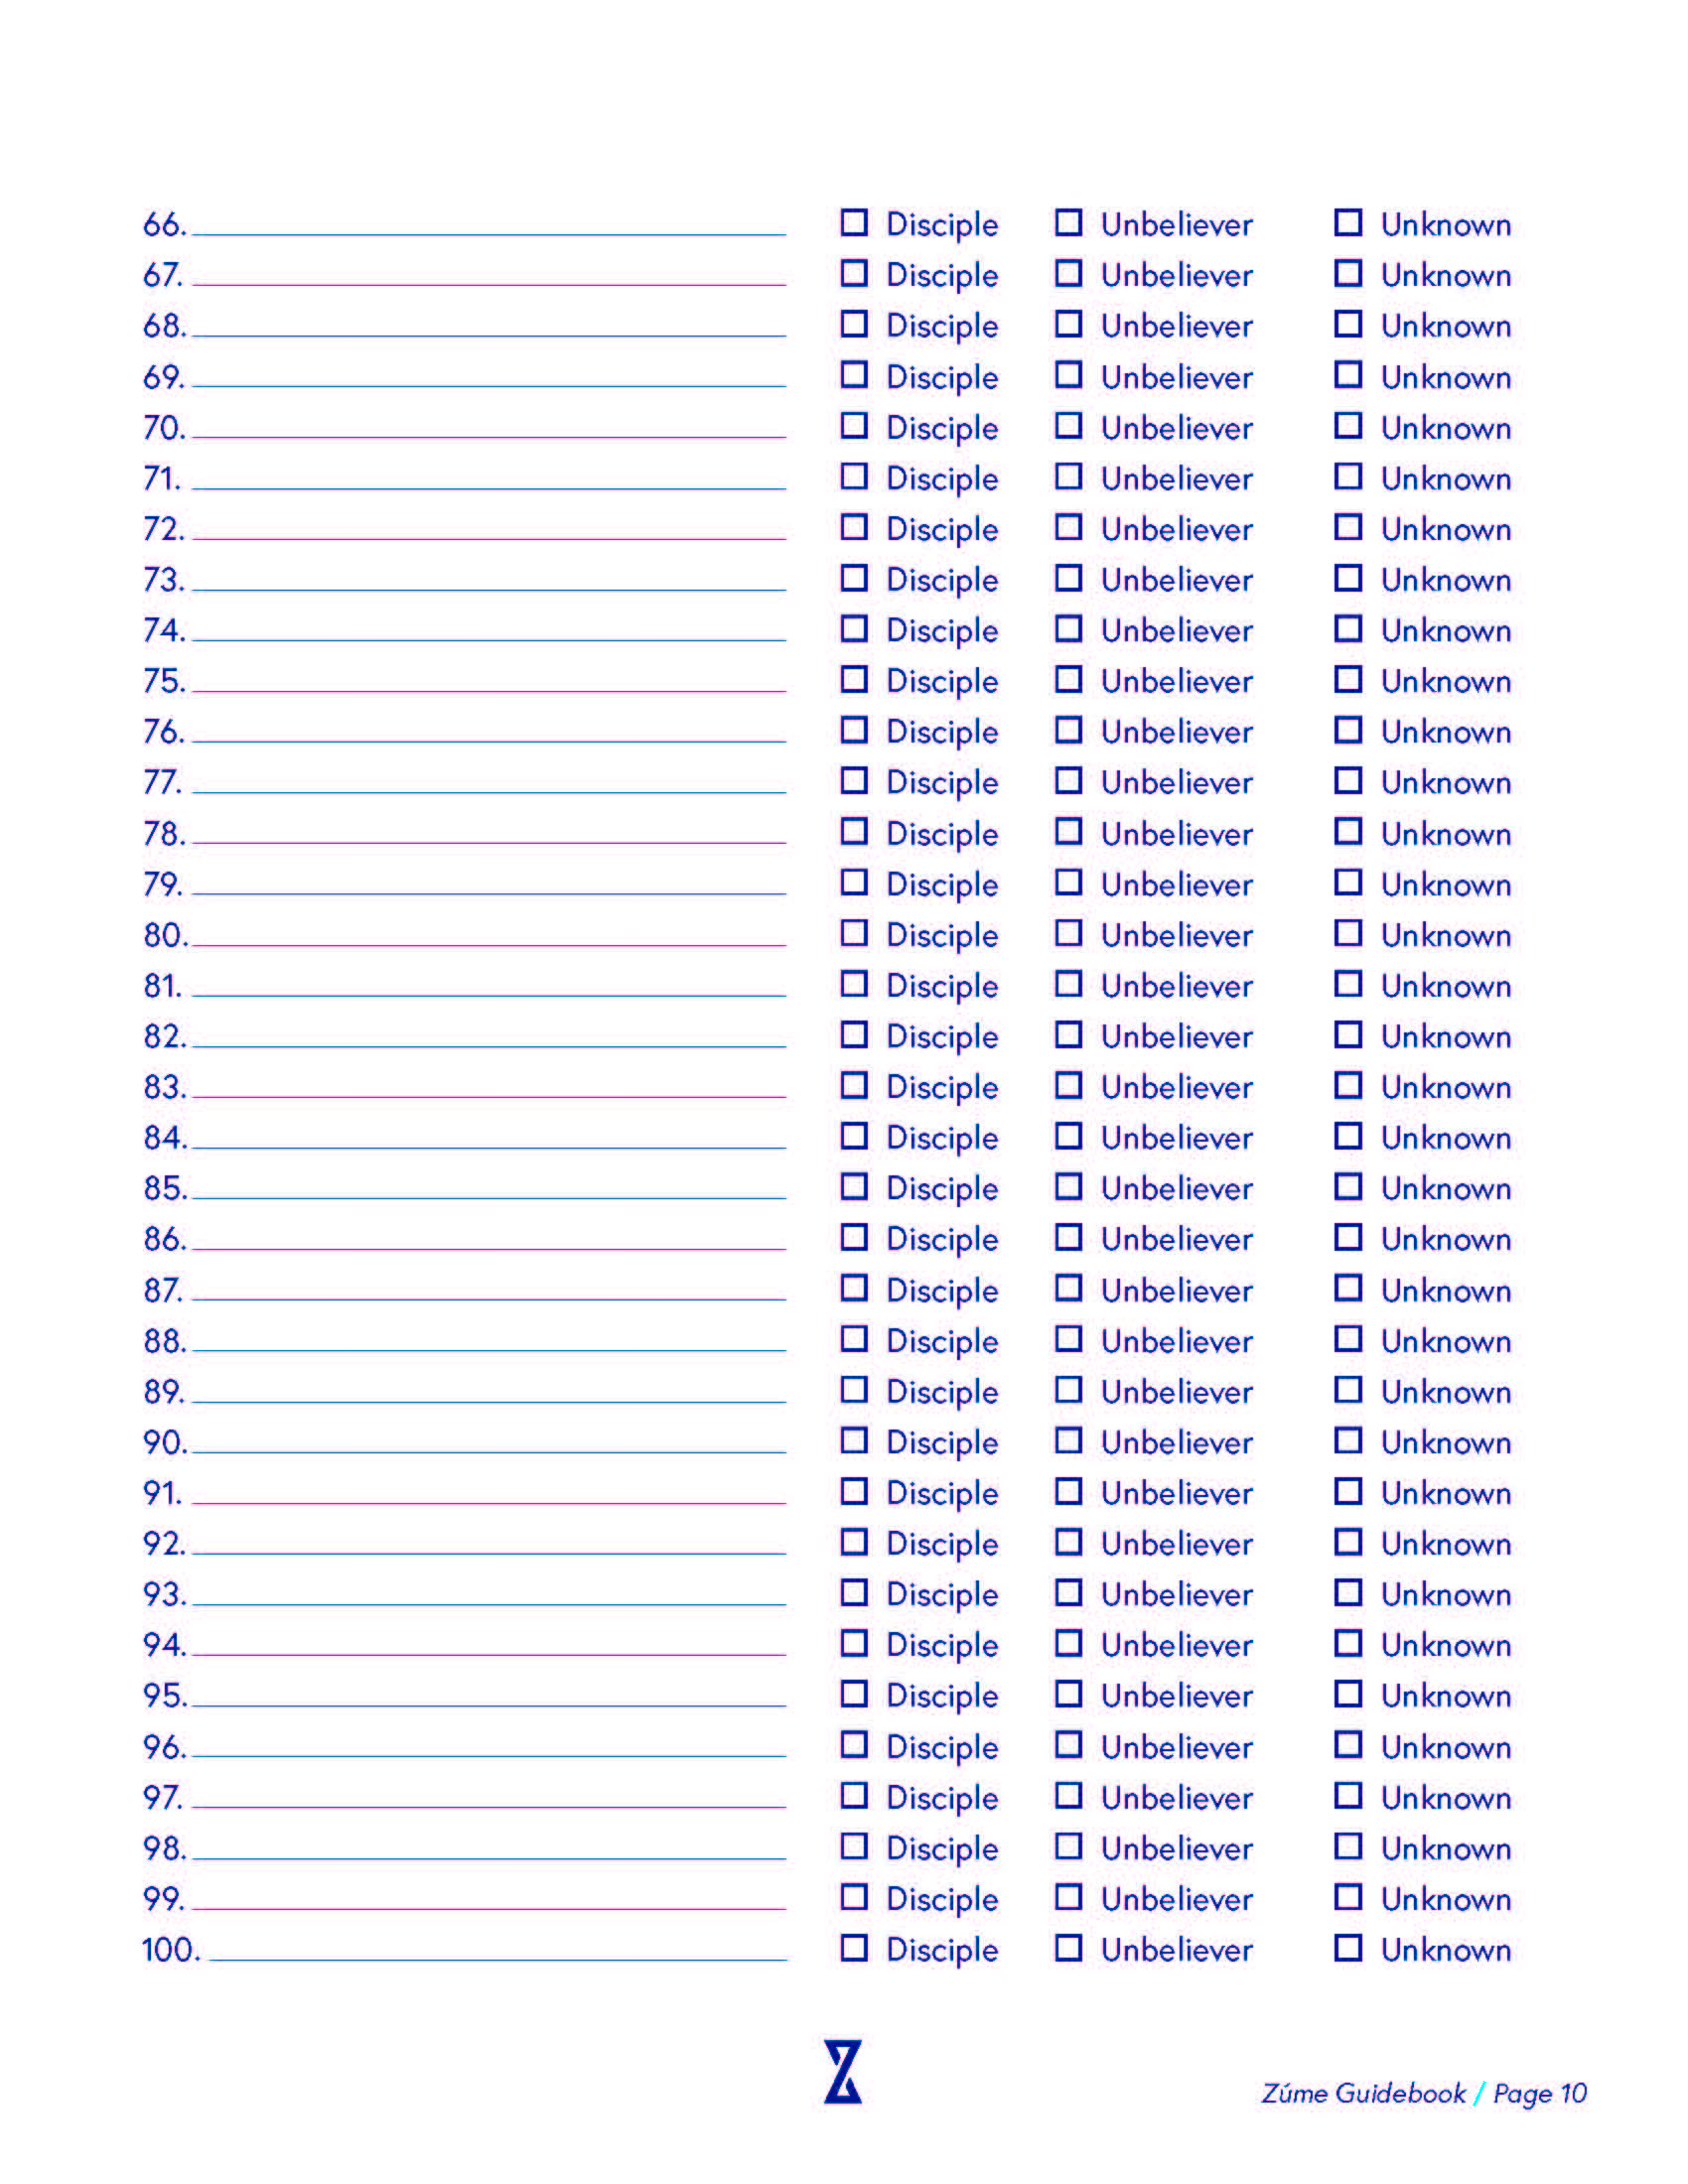 66. Disciple Unbeliever Unknown
67. Disciple Unbeliever Unknown
68. Disciple Unbeliever Unknown
69. Disciple Unbeliever Unknown
70. Disciple Unbeliever Unknown
71. Disciple Unbeliever Unknown
72. Disciple Unbeliever Unknown
73. Disciple Unbeliever Unknown
74. Disciple Unbeliever Unknown
75. Disciple Unbeliever Unknown
76. Disciple Unbeliever Unknown
77. Disciple Unbeliever Unknown
78. Disciple Unbeliever Unknown
79. Disciple Unbeliever Unknown
80. Disciple Unbeliever Unknown
81. Disciple Unbeliever Unknown
82. Disciple Unbeliever Unknown
83. Disciple Unbeliever Unknown
84. Disciple Unbeliever Unknown
85. Disciple Unbeliever Unknown
86. Disciple Unbeliever Unknown
87. Disciple Unbeliever Unknown
88. Disciple Unbeliever Unknown
89. Disciple Unbeliever Unknown
90. Disciple Unbeliever Unknown
91. Disciple Unbeliever Unknown
92. Disciple Unbeliever Unknown
93. Disciple Unbeliever Unknown
94. Disciple Unbeliever Unknown
95. Disciple Unbeliever Unknown
96. Disciple Unbeliever Unknown
97. Disciple Unbeliever Unknown
98. Disciple Unbeliever Unknown
99. Disciple Unbeliever Unknown
100. Disciple Unbeliever Unknown
Z
Zúme Guidebook / Page 10